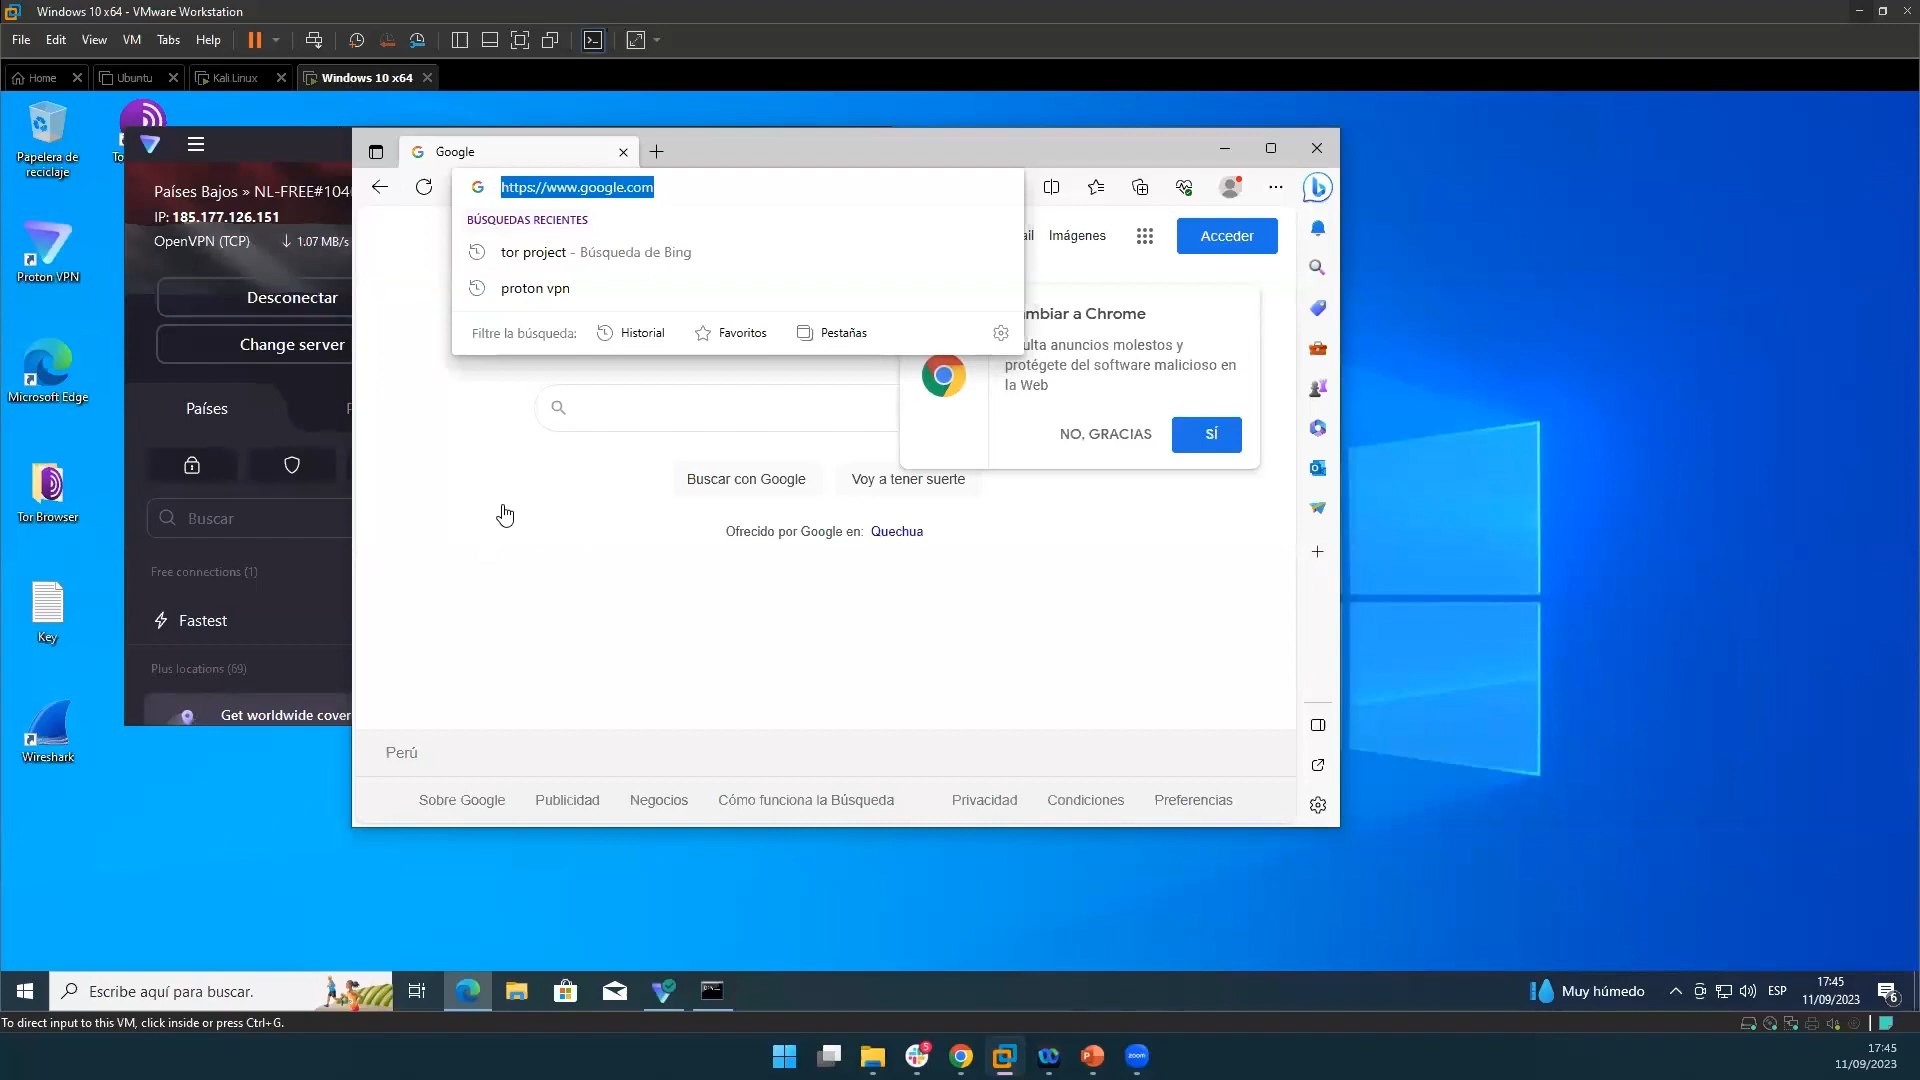 Windows 10 x64 - VMware Workstation
File Edit View VM Tabs Help
Home Ubuntu Kali Linux Windows 10 x64
Papelera de
reciclaje
Proton VPN
Microsoft Edge
Tor Browser
Key
Wireshark
Países Bajos » NL-FREE#104
IP: 185.177.126.151
OpenVPN (TCP) ↓ 1.07 MB/s
Desconectar
Change server
Países
Buscar
Free connections (1)
Fastest
Plus locations (69)
Get worldwide cover
Google
https://www.google.com
BÚSQUEDAS RECIENTES
tor project - Búsqueda de Bing
proton vpn
Filtre la búsqueda: Historial Favoritos Pestañas
Imágenes
Acceder
mbiar a Chrome
ulta anuncios molestos y
protégete del software malicioso en
la Web
NO, GRACIAS SÍ
Buscar con Google Voy a tener suerte
Ofrecido por Google en: Quechua
Perú
Sobre Google Publicidad Negocios Cómo funciona la Búsqueda Privacidad Condiciones Preferencias
Escribe aquí para buscar.
Muy húmedo
ESP
17:45
11/09/2023
6
To direct input to this VM, click inside or press Ctrl+G.
5
zoom
17:45
11/09/2023